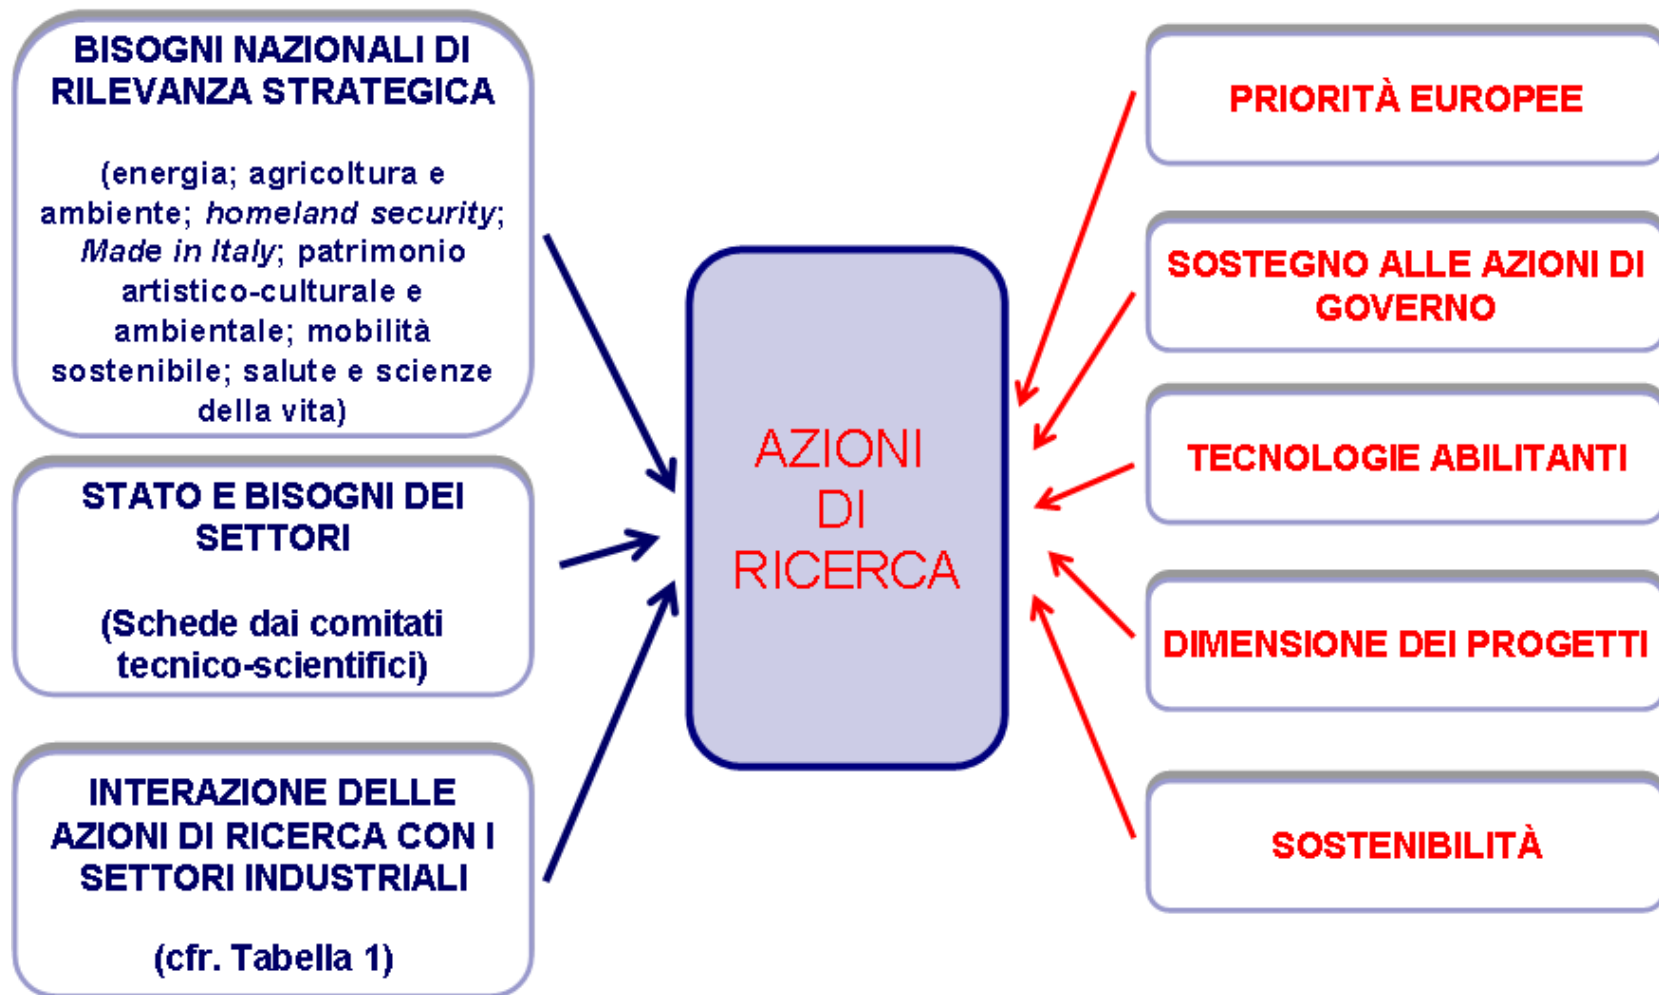 BISOGNI NAZIONALI DI
RILEVANZA STRATEGICA
(energia; agricoltura e
ambiente; homeland security;
Made in Italy; patrimonio
artistico-culturale e
ambientale; mobilità
sostenibile; salute e scienze
della vita)
STATO E BISOGNI DEI
SETTORI
(Schede dai comitati
tecnico-scientifici)
INTERAZIONE DELLE
AZIONI DI RICERCA CON I
SETTORI INDUSTRIALI
(cfr. Tabella 1)
AZIONI
DI
RICERCA
PRIORITÀ EUROPEE
SOSTEGNO ALLE AZIONI DI
GOVERNO
TECNOLOGIE ABILITANTI
DIMENSIONE DEI PROGETTI
SOSTENIBILITÀ